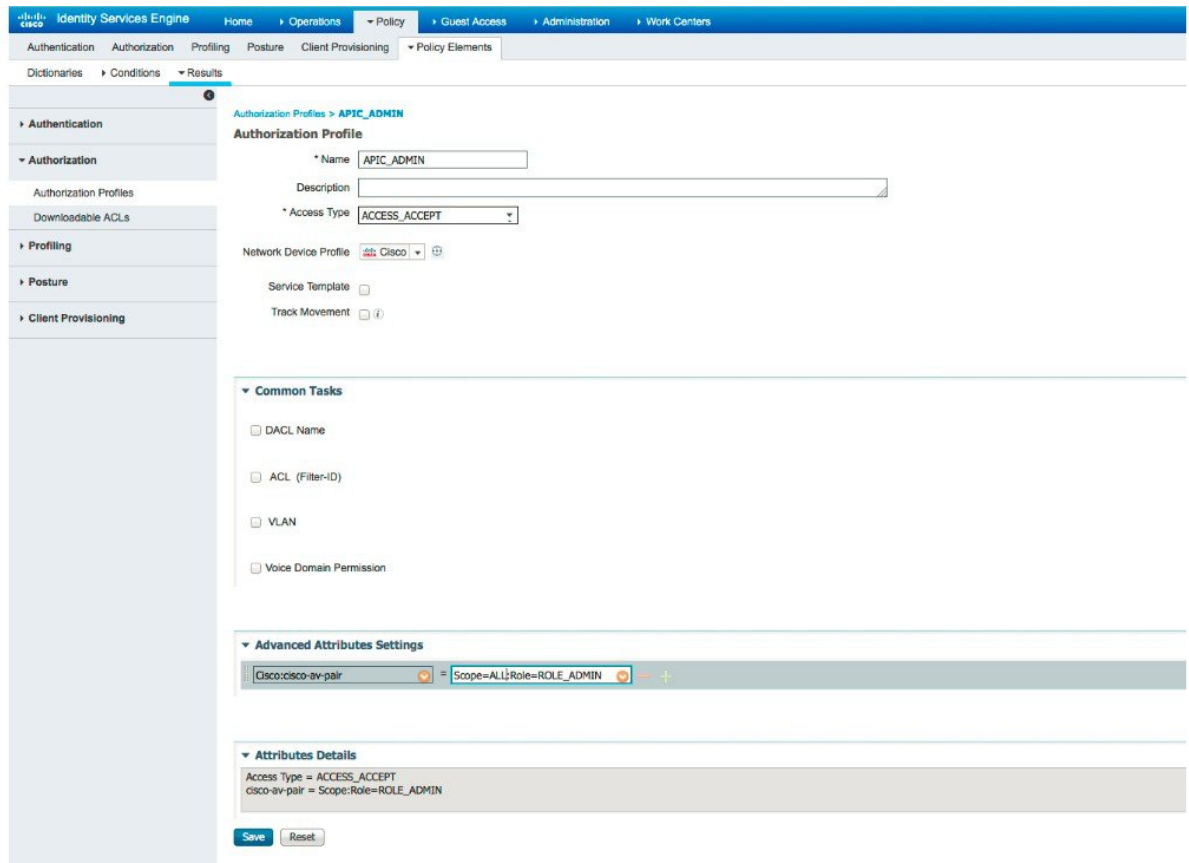 cisco Identity Services Engine Home Operations Policy Guest Access Administration Work Centers
Authentication Authorization Profiling Posture Client Provisioning Policy Elements
Dictionaries Conditions Results
Authentication
Authorization
Authorization Profiles
Downloadable ACLs
Profiling
Posture
Client Provisioning
Authorization Profiles > APIC_ADMIN
Authorization Profile
* Name APIC_ADMIN
Description
* Access Type ACCESS_ACCEPT
Network Device Profile Cisco
Service Template
Track Movement i
Common Tasks
DACL Name
ACL (Filter-ID)
VLAN
Voice Domain Permission
Advanced Attributes Settings
Cisco:cisco-av-pair = Scope=ALL:Role=ROLE_ADMIN
Attributes Details
Access Type = ACCESS_ACCEPT
cisco-av-pair = Scope:Role=ROLE_ADMIN
Save Reset